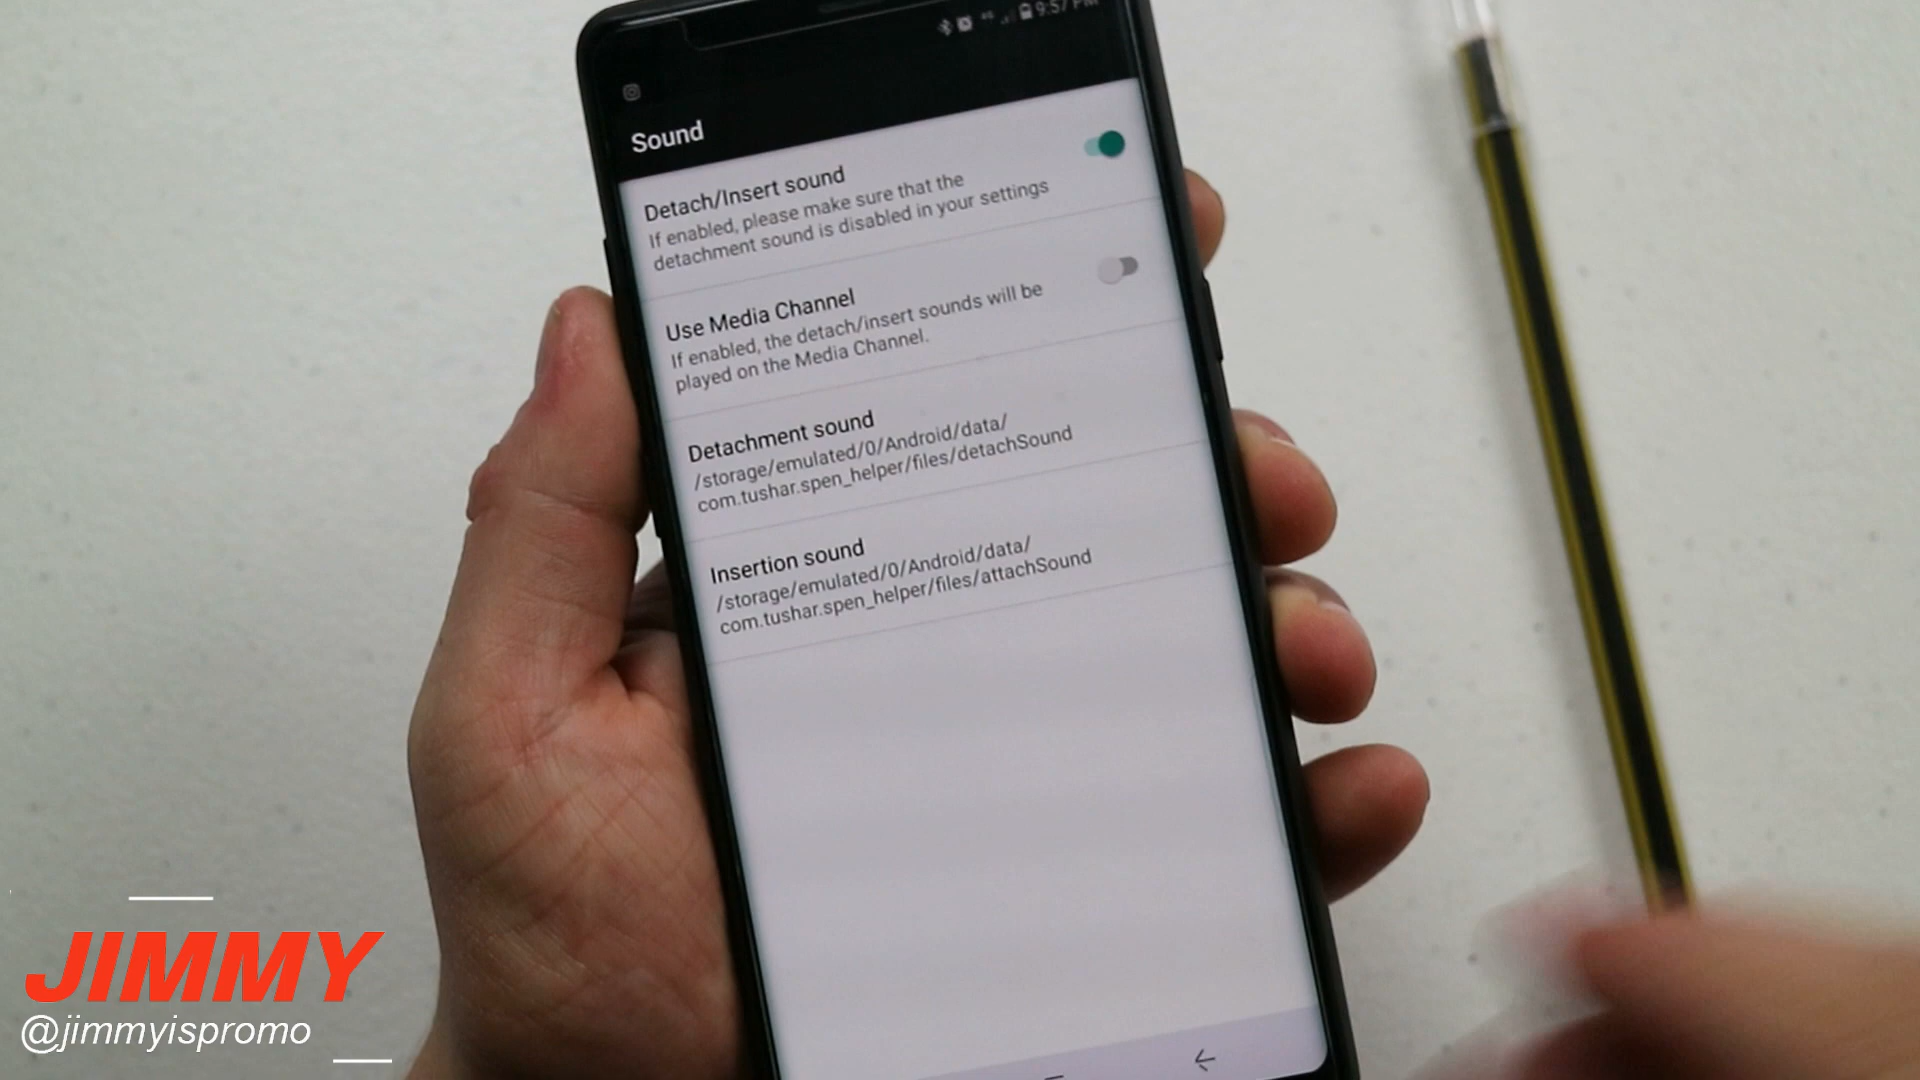 9:57 PM
Sound
Detach/Insert sound
If enabled, please make sure that the
detachment sound is disabled in your settings
Use Media Channel
If enabled, the detach/insert sounds will be
played on the Media Channel.
Detachment sound
/storage/emulated/0/Android/data/
com.tushar.spen_helper/files/detachSound
Insertion sound
/storage/emulated/0/Android/data/
com.tushar.spen_helper/files/attachSound
JIMMY
@jimmyispromo